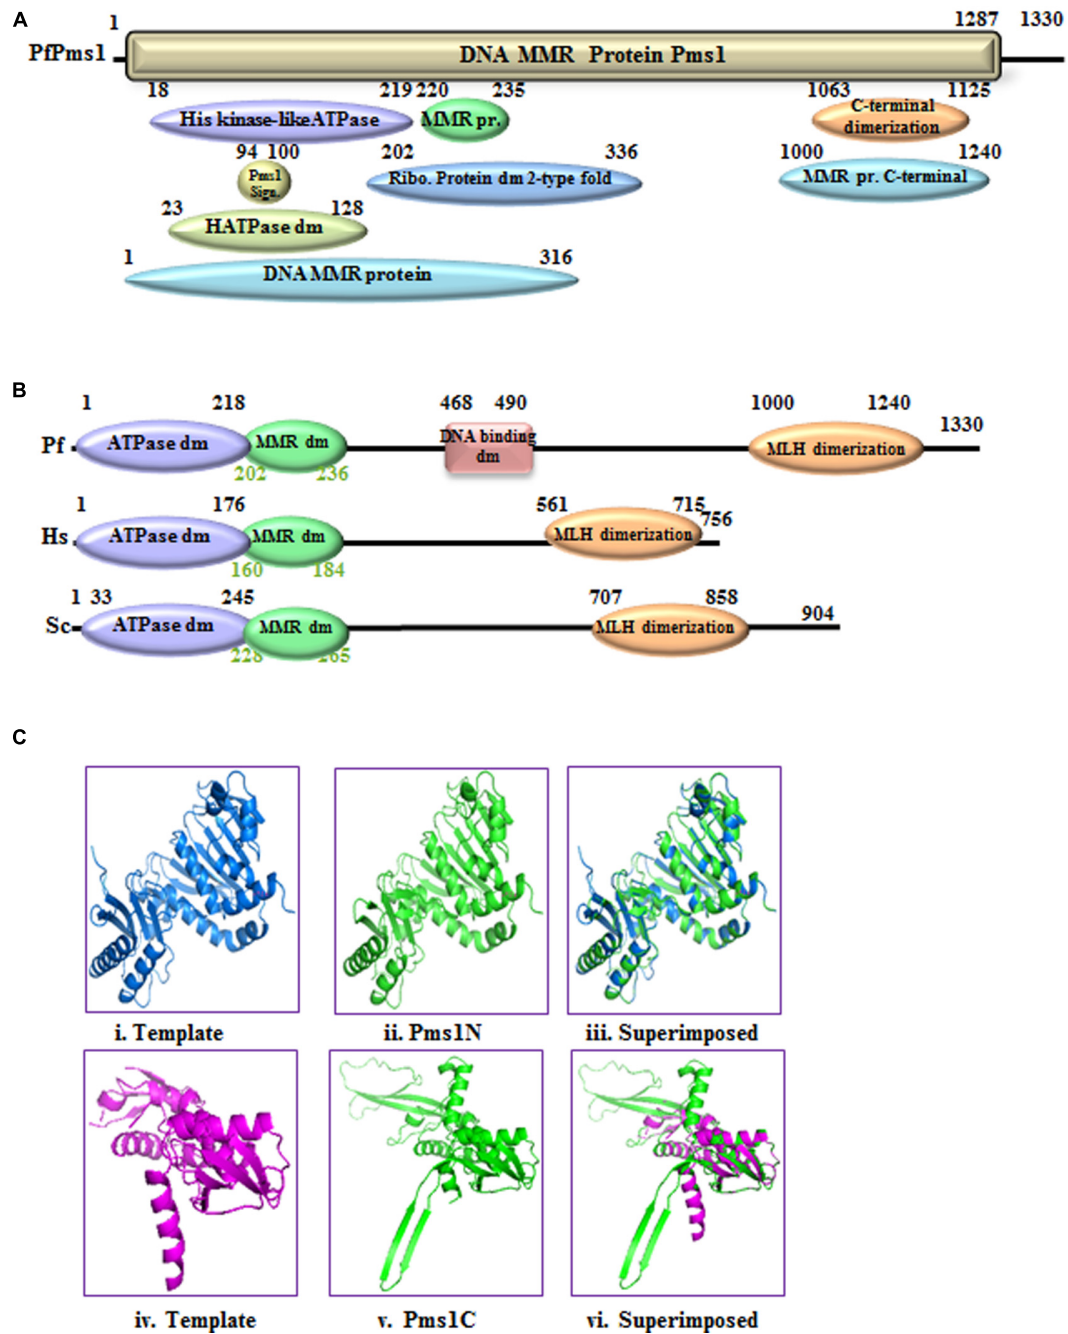 A
1 1287 1330
PfPms1 DNA MMR Protein Pms1
18 219 220 235 1063 1125
His kinase-likeATPase MMR pr. C-terminal
dimerization
94 100 202 336 1000 1240
Pms1
Sign. Ribo. Protein dm 2-type fold MMR pr. C-terminal
23 128
HATPase dm
1 316
DNA MMR protein
B
1 218 468 490 1000 1240 1330
Pf ATPase dm MMR dm DNA binding
dm MLH dimerization
202 236
1 176 561 715 756
Hs ATPase dm MMR dm MLH dimerization
160 184
1 33 245 707 858 904
Sc ATPase dm MMR dm MLH dimerization
228 265
C
i. Template ii. Pms1N iii. Superimposed
iv. Template v. Pms1C vi. Superimposed